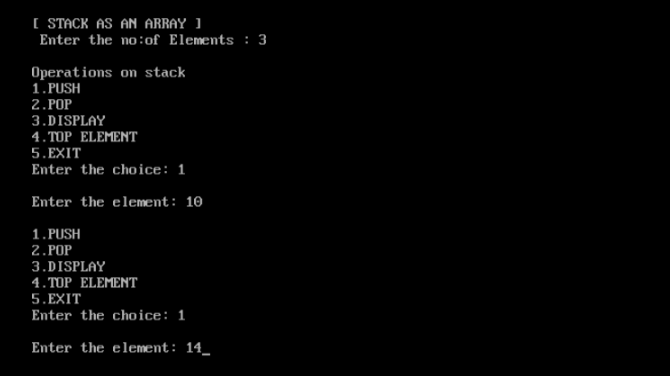 [ STACK AS AN ARRAY ]
Enter the no:of Elements : 3
Operations on stack
1.PUSH
2.POP
3.DISPLAY
4.TOP ELEMENT
5.EXIT
Enter the choice: 1
Enter the element: 10
1.PUSH
2.POP
3.DISPLAY
4.TOP ELEMENT
5.EXIT
Enter the choice: 1
Enter the element: 14_